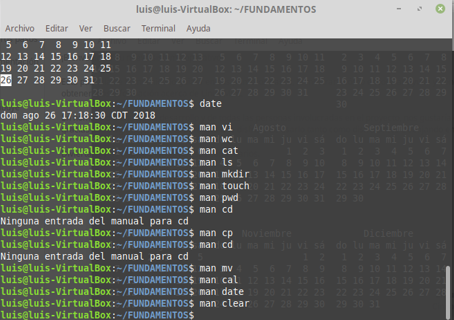 luis@luis-VirtualBox: ~/FUNDAMENTOS
Archivo Editar Ver Buscar Terminal Ayuda
5 6 7 8 9 10 11
12 13 14 15 16 17 18
19 20 21 22 23 24 25
26 27 28 29 30 31
luis@luis-VirtualBox:~/FUNDAMENTOS$ date
dom ago 26 17:18:30 CDT 2018
luis@luis-VirtualBox:~/FUNDAMENTOS$ man vi
luis@luis-VirtualBox:~/FUNDAMENTOS$ man wc
luis@luis-VirtualBox:~/FUNDAMENTOS$ man cat
luis@luis-VirtualBox:~/FUNDAMENTOS$ man ls
luis@luis-VirtualBox:~/FUNDAMENTOS$ man mkdir
luis@luis-VirtualBox:~/FUNDAMENTOS$ man touch
luis@luis-VirtualBox:~/FUNDAMENTOS$ man pwd
luis@luis-VirtualBox:~/FUNDAMENTOS$ man cd
Ninguna entrada del manual para cd
luis@luis-VirtualBox:~/FUNDAMENTOS$ man cp
luis@luis-VirtualBox:~/FUNDAMENTOS$ man cd
Ninguna entrada del manual para cd
luis@luis-VirtualBox:~/FUNDAMENTOS$ man mv
luis@luis-VirtualBox:~/FUNDAMENTOS$ man cal
luis@luis-VirtualBox:~/FUNDAMENTOS$ man date
luis@luis-VirtualBox:~/FUNDAMENTOS$ man clear
luis@luis-VirtualBox:~/FUNDAMENTOS$